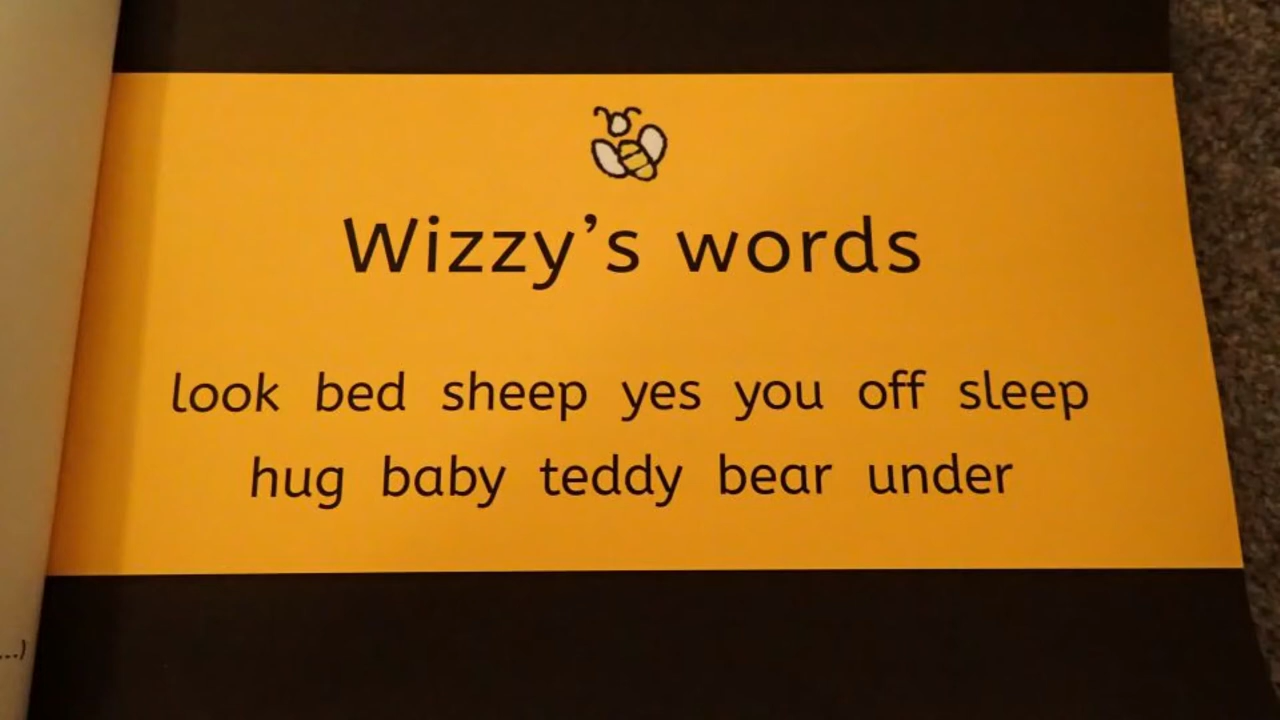 Wizzy's words
look bed sheep yes you off sleep
hug baby teddy bear under
...)